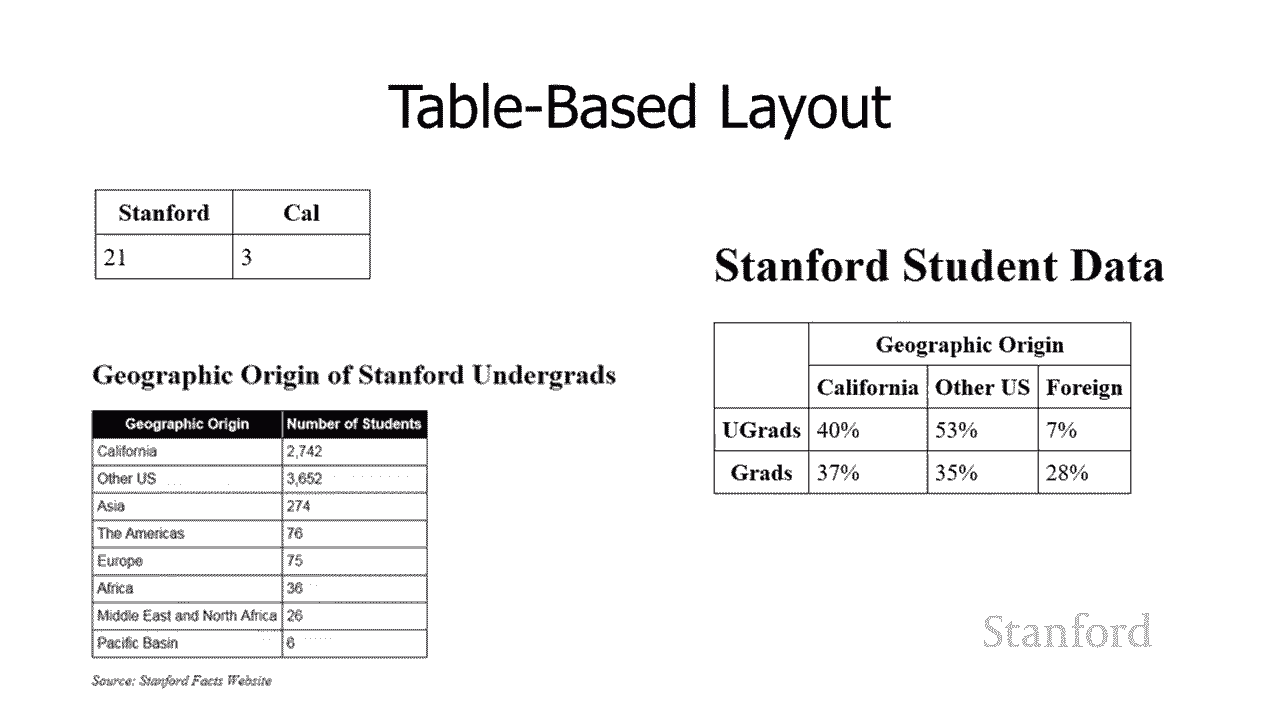 Table-Based Layout
Stanford Cal
21 3
Geographic Origin of Stanford Undergrads
Geographic Origin Number of Students
California 2,742
Other US 3,652
Asia 274
The Americas 76
Europe 75
Africa 36
Middle East and North Africa 26
Pacific Basin 6
Source: Stanford Facts Website
Stanford Student Data
Geographic Origin
California Other US Foreign
UGrads 40% 53% 7%
Grads 37% 35% 28%
Stanford